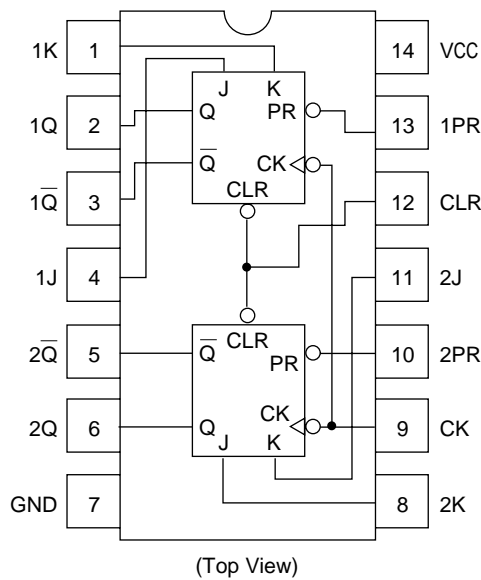 1K 1 14 VCC
J K
1Q 2 Q PR 13 1PR
1Q̅ 3 Q̅ CK 12 CLR
CLR
1J 4 11 2J
2Q̅ 5 Q̅ CLR PR 10 2PR
2Q 6 Q CK 9 CK
J K
GND 7 8 2K
(Top View)